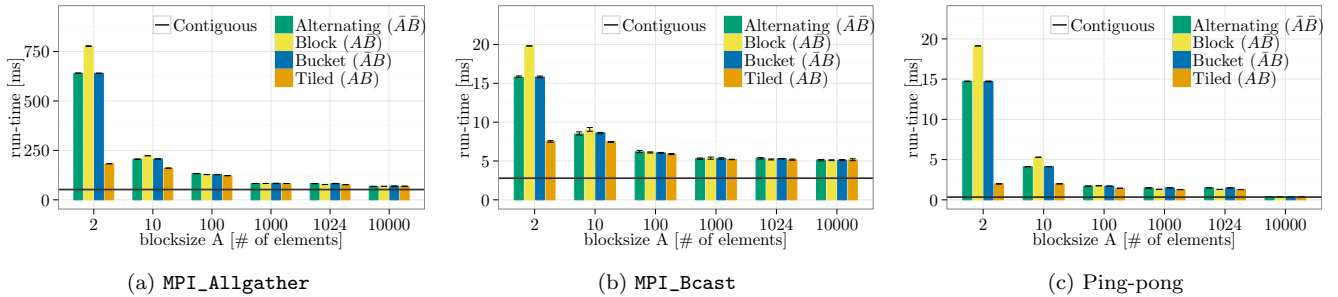 Contiguous
Alternating (ĀB̄)
Block (AB̄)
Bucket (ĀB)
Tiled (AB)
run-time [ms]
750
500
250
0
2 10 100 1000 1024 10000
blocksize A [# of elements]
(a) MPI_Allgather
Contiguous
Alternating (ĀB̄)
Block (AB̄)
Bucket (ĀB)
Tiled (AB)
run-time [ms]
20
15
10
5
0
2 10 100 1000 1024 10000
blocksize A [# of elements]
(b) MPI_Bcast
Contiguous
Alternating (ĀB̄)
Block (AB̄)
Bucket (ĀB)
Tiled (AB)
run-time [ms]
20
15
10
5
0
2 10 100 1000 1024 10000
blocksize A [# of elements]
(c) Ping-pong